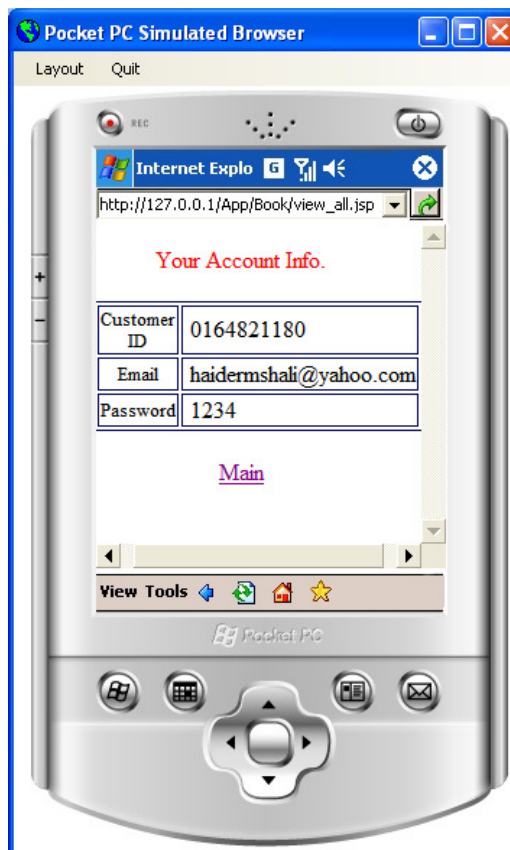 Pocket PC Simulated Browser
Layout Quit
REC
Internet Explo G
http://127.0.0.1/App/Book/view_all.jsp
Your Account Info.
Customer ID 0164821180
Email haidermshali@yahoo.com
Password 1234
Main
View Tools
Pocket PC